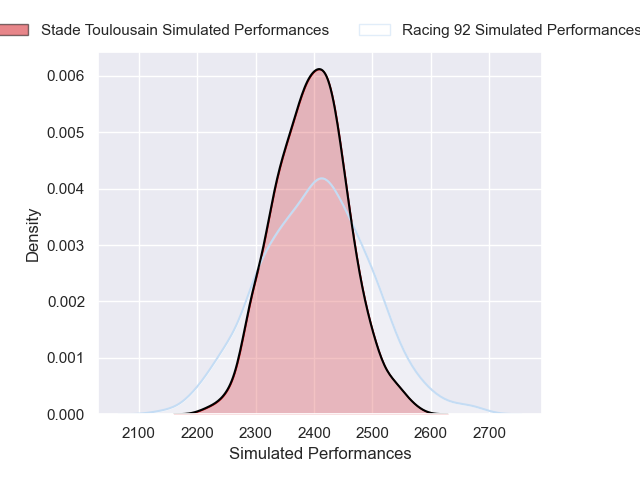 Stade Toulousain Simulated Performances
Racing 92 Simulated Performances
0.006
0.005
0.004
0.003
0.002
0.001
0.000
Density
2100 2200 2300 2400 2500 2600 2700
Simulated Performances